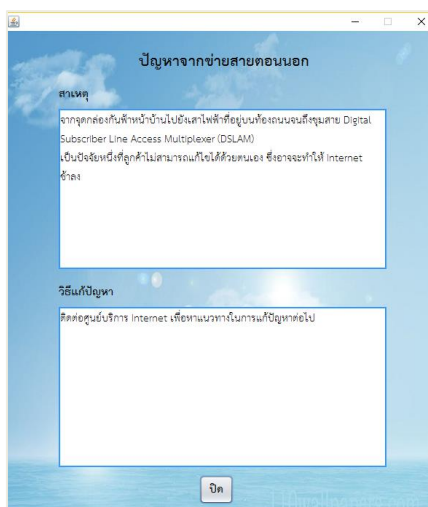 ปัญหาจากข่ายสายตอนนอก
สาเหตุ
จากจุดกล่องกันฟ้าหน้าบ้านไปยังเสาไฟฟ้าที่อยู่บนท้องถนนจนถึงชุมสาย Digital
Subscriber Line Access Multiplexer (DSLAM)
เป็นปัจจัยหนึ่งที่ลูกค้าไม่สามารถแก้ไขได้ด้วยตนเอง ซึ่งอาจจะทำให้ Internet
ช้าลง
วิธีแก้ปัญหา
ติดต่อศูนย์บริการ Internet เพื่อหาแนวทางในการแก้ปัญหาต่อไป
ปิด